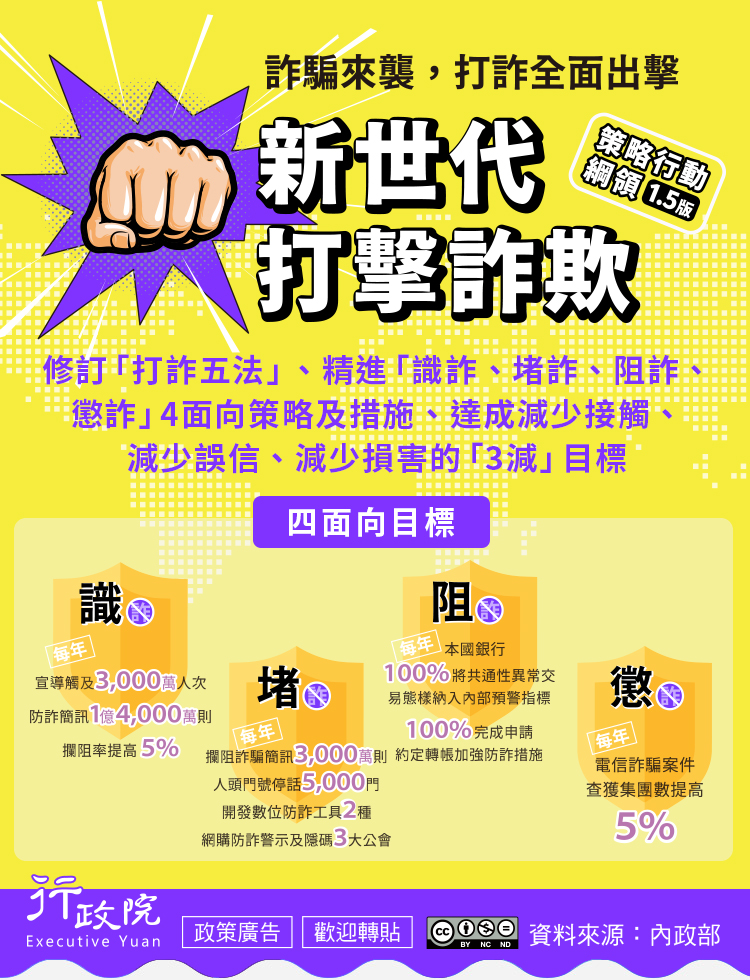 詐騙來襲，打詐全面出擊
新世代
打擊詐欺
策略行動
綱領 1.5版
修訂「打詐五法」、精進「識詐、堵詐、阻詐、
懲詐」4面向策略及措施、達成減少接觸、
減少誤信、減少損害的「3減」目標
四面向目標
識詐
每年
宣導觸及3,000萬人次
防詐簡訊1億4,000萬則
攔阻率提高 5%
堵詐
每年
攔阻詐騙簡訊3,000萬則
人頭門號停話5,000門
開發數位防詐工具2種
網購防詐警示及隱碼3大公會
阻詐
每年 本國銀行
100%將共通性異常交
易態樣納入內部預警指標
100%完成申請
約定轉帳加強防詐措施
懲詐
每年
電信詐騙案件
查獲集團數提高
5%
行政院
Executive Yuan
政策廣告
歡迎轉貼
cc BY NC ND
資料來源：內政部